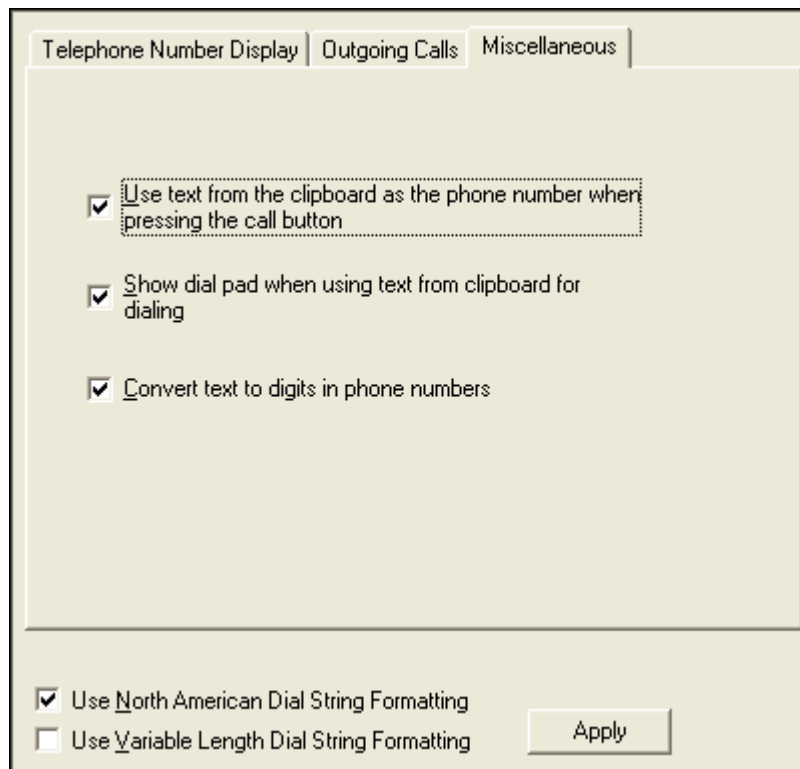 Telephone Number Display
Outgoing Calls
Miscellaneous
Use text from the clipboard as the phone number when
pressing the call button
Show dial pad when using text from clipboard for
dialing
Convert text to digits in phone numbers
Use North American Dial String Formatting
Use Variable Length Dial String Formatting
Apply